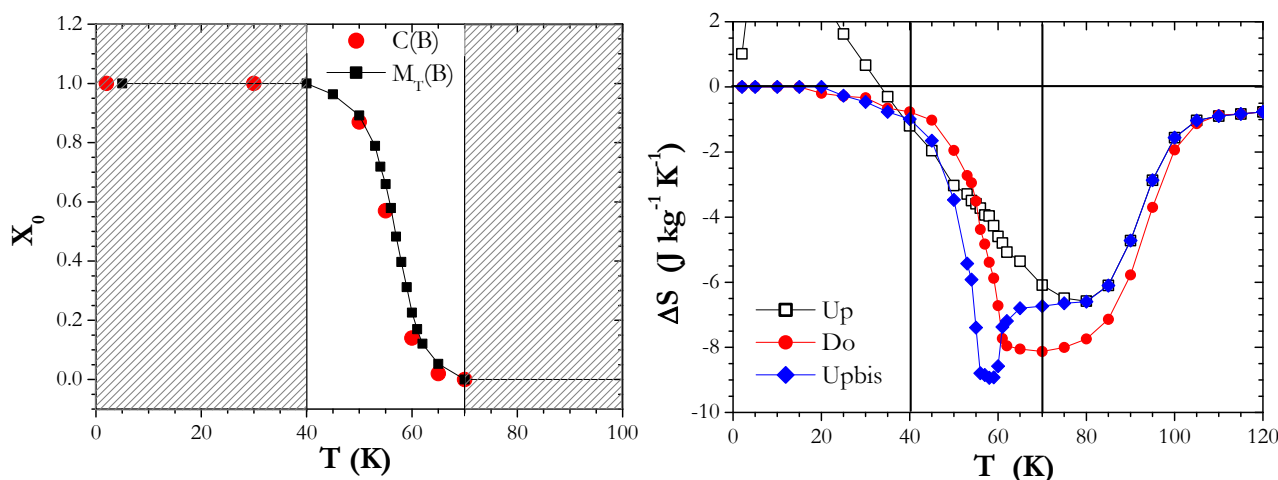 1.2
1.0
0.8
0.6
0.4
0.2
0.0
X₀
C(B)
M_T(B)
0 20 40 60 80 100
T (K)
2
0
-2
-4
-6
-8
-10
ΔS (J kg⁻¹ K⁻¹)
Up
Do
Upbis
0 20 40 60 80 100 120
T (K)